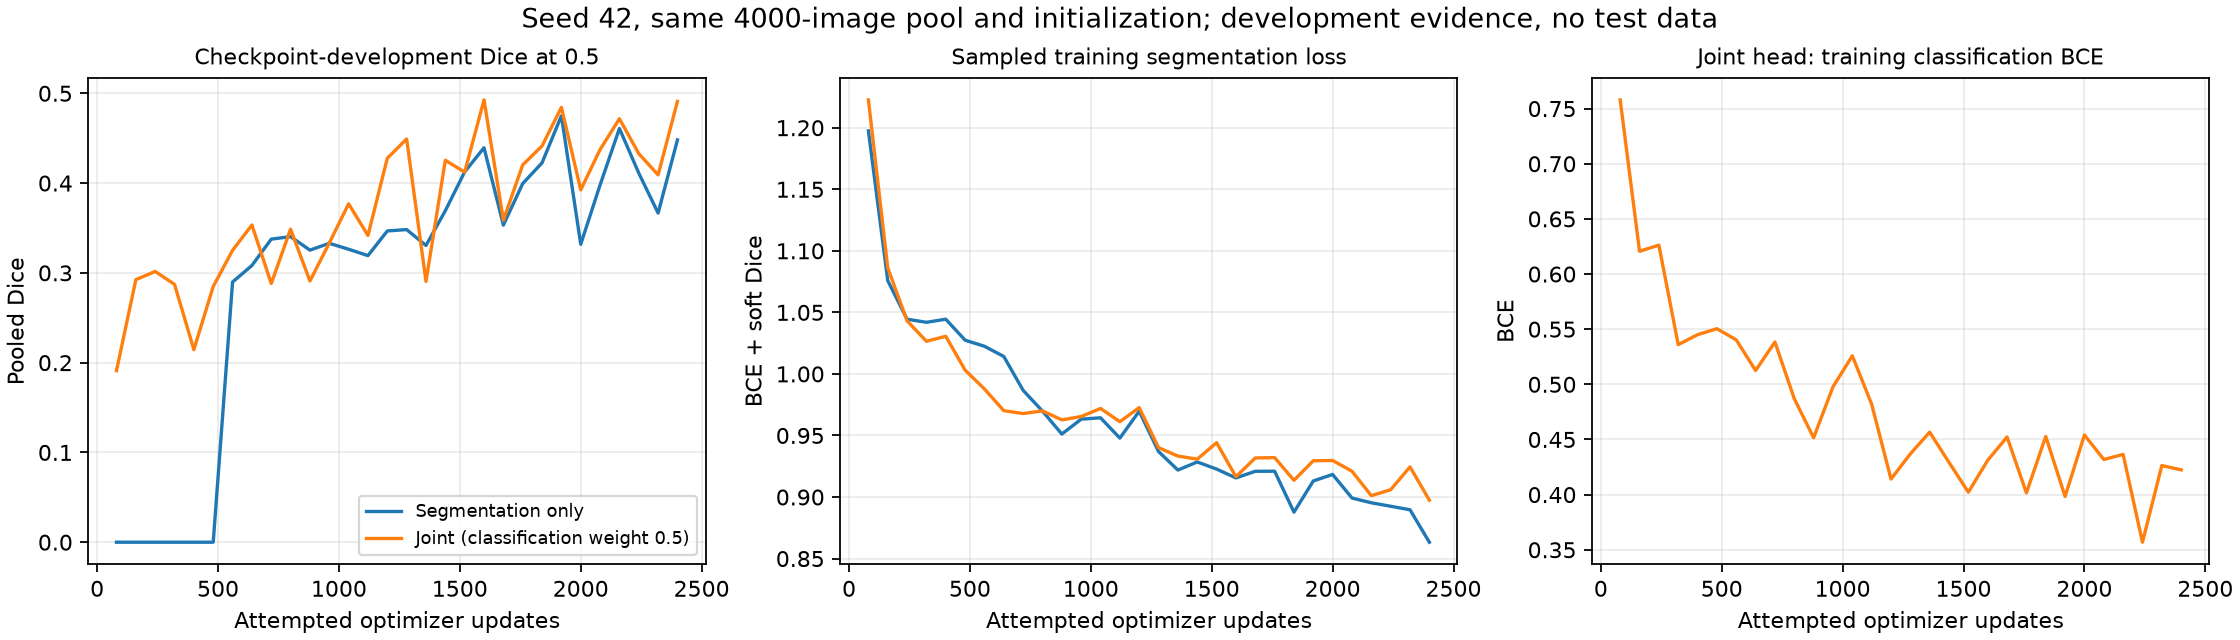 Seed 42, same 4000-image pool and initialization; development evidence, no test data
Checkpoint-development Dice at 0.5
Pooled Dice
0.5
0.4
0.3
0.2
0.1
0.0
Segmentation only
Joint (classification weight 0.5)
0 500 1000 1500 2000 2500
Attempted optimizer updates
Sampled training segmentation loss
BCE + soft Dice
1.20
1.15
1.10
1.05
1.00
0.95
0.90
0.85
0 500 1000 1500 2000 2500
Attempted optimizer updates
Joint head: training classification BCE
BCE
0.75
0.70
0.65
0.60
0.55
0.50
0.45
0.40
0.35
0 500 1000 1500 2000 2500
Attempted optimizer updates